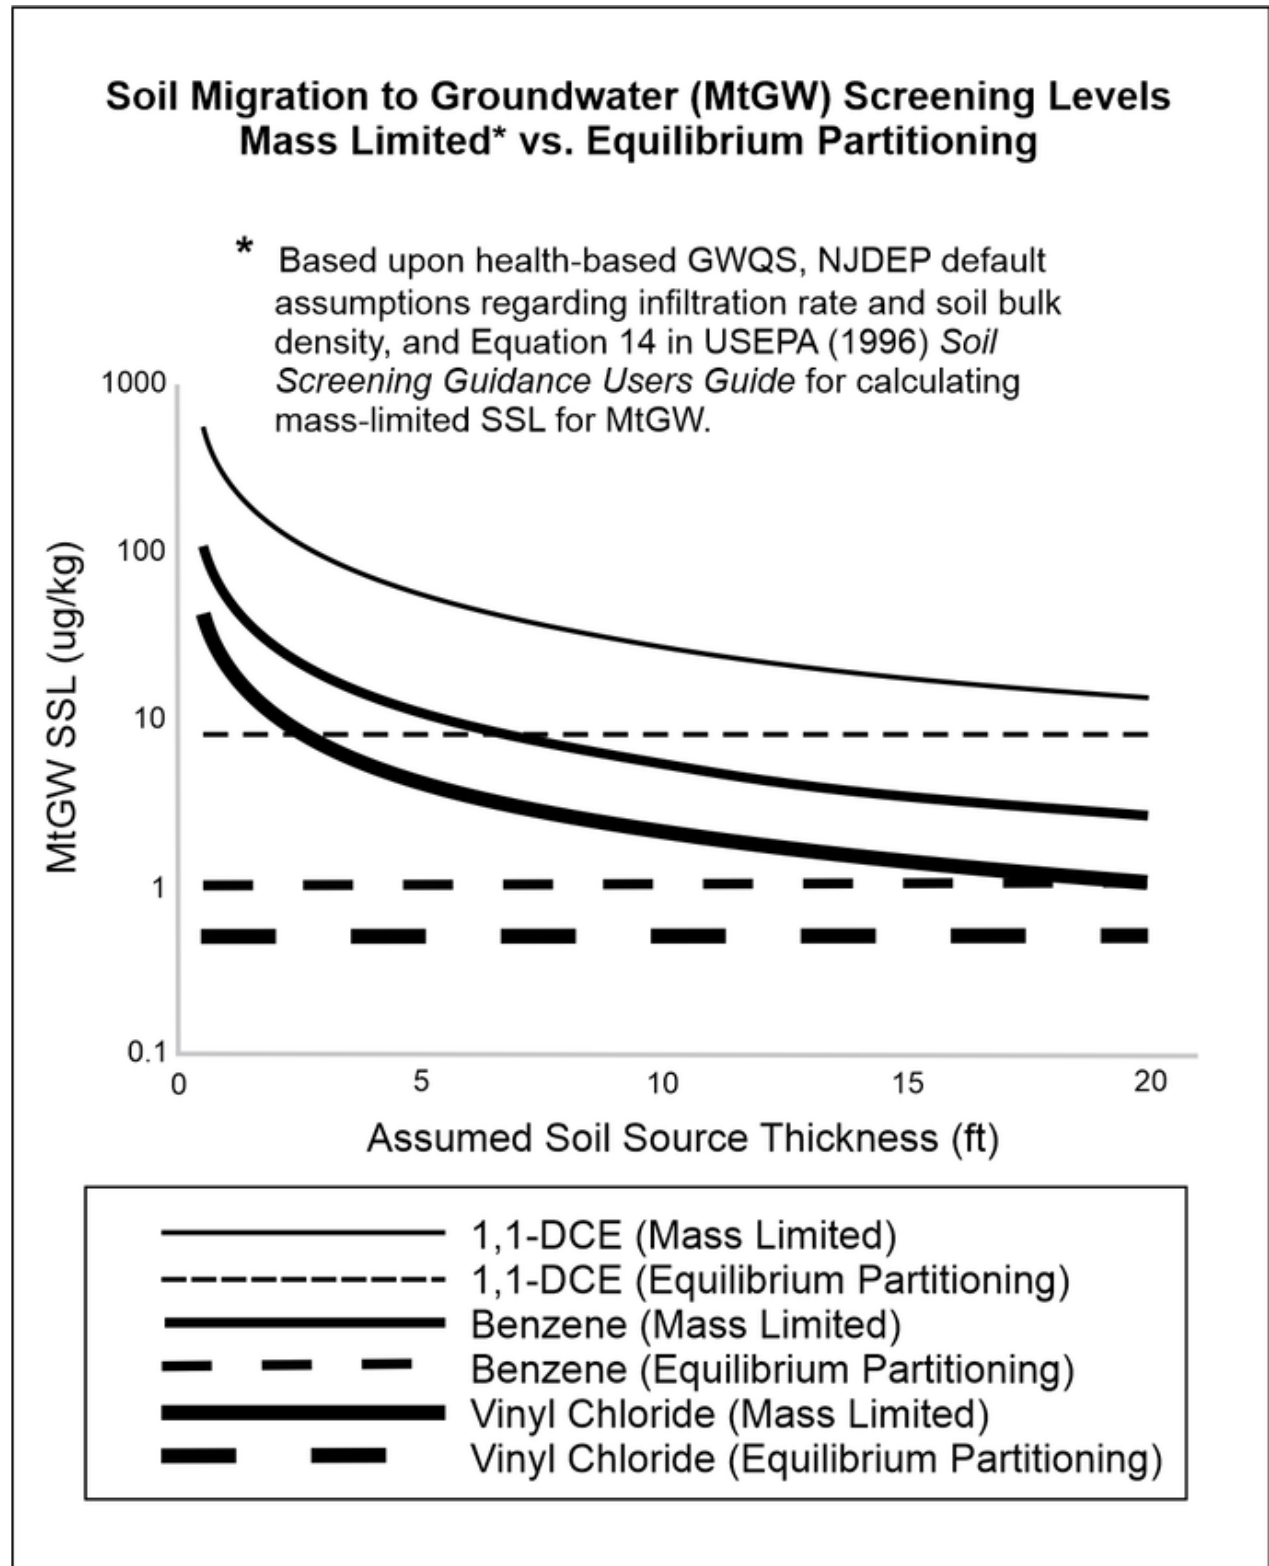 Soil Migration to Groundwater (MtGW) Screening Levels
Mass Limited* vs. Equilibrium Partitioning
* Based upon health-based GWQS, NJDEP default
assumptions regarding infiltration rate and soil bulk
density, and Equation 14 in USEPA (1996) Soil
Screening Guidance Users Guide for calculating
mass-limited SSL for MtGW.
MtGW SSL (ug/kg)
1000
100
10
1
0.1
0 5 10 15 20
Assumed Soil Source Thickness (ft)
1,1-DCE (Mass Limited)
1,1-DCE (Equilibrium Partitioning)
Benzene (Mass Limited)
Benzene (Equilibrium Partitioning)
Vinyl Chloride (Mass Limited)
Vinyl Chloride (Equilibrium Partitioning)